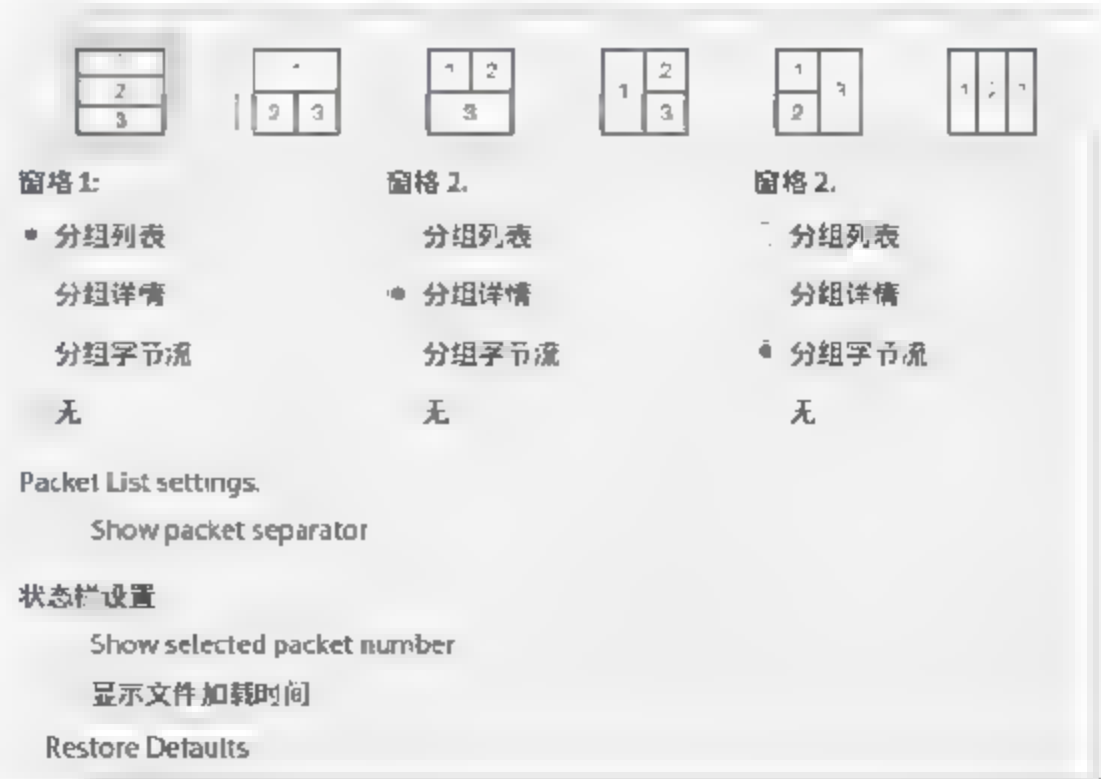 1 1 1 2 1 2 1 3 1 2 3
2 2 3 3 3 2
3
窗格 1: 窗格 2. 窗格 2.
分组列表 分组列表 分组列表
分组详情 分组详情 分组详情
分组字节流 分组字节流 分组字节流
无 无 无
Packet List settings.
Show packet separator
状态栏设置
Show selected packet number
显示文件加载时间
Restore Defaults